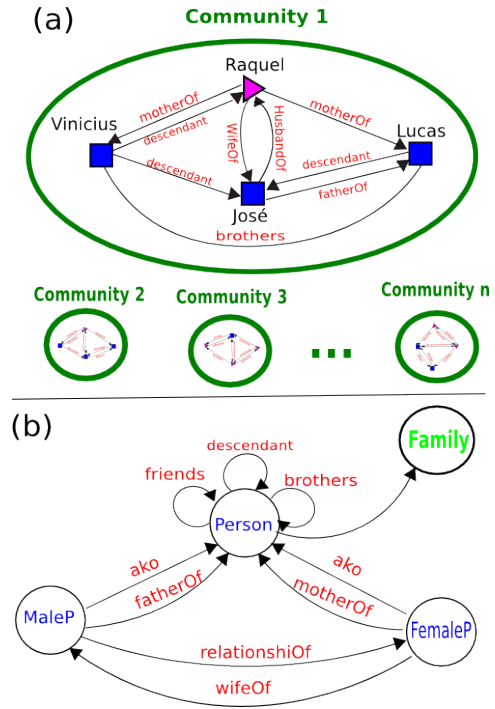 (a)
Community 1
Raquel
motherOf
motherOf
Vinicius
descendant
WifeOf
HusbandOf
Lucas
descendant
descendant
fatherOf
José
brothers
Community 2
Community 3
Community n
...
(b)
Family
descendant
friends
brothers
Person
ako
ako
fatherOf
motherOf
MaleP
FemaleP
relationshiOf
wifeOf